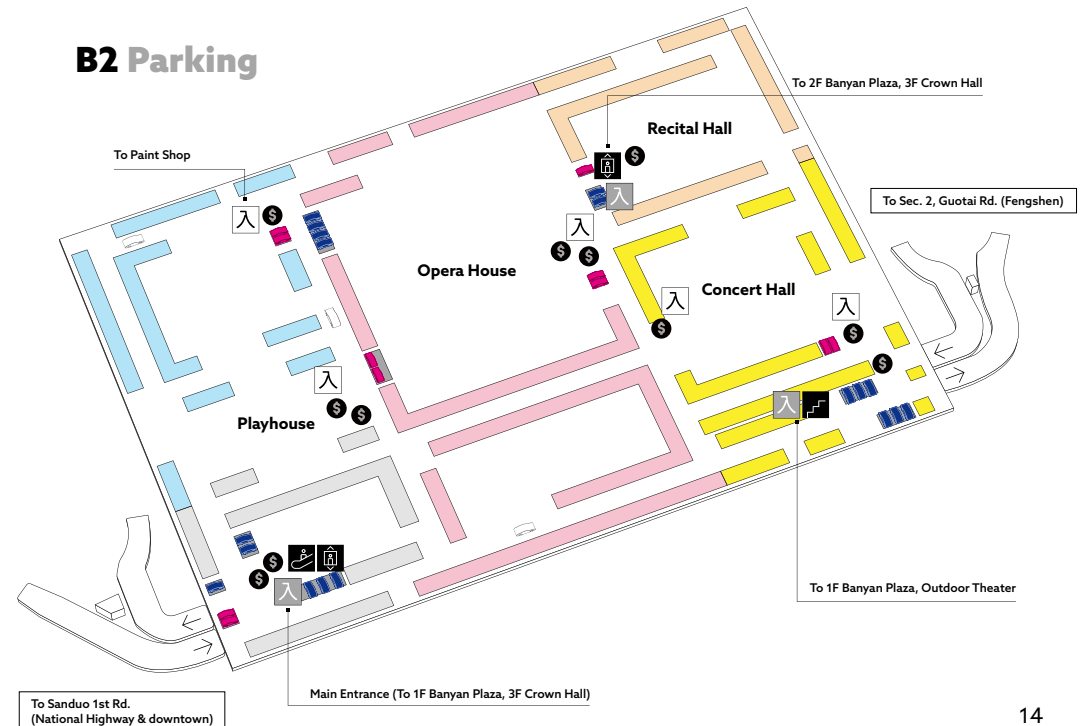 B2 Parking
To 2F Banyan Plaza, 3F Crown Hall
Recital Hall
To Paint Shop
$
入
$
入
To Sec. 2, Guotai Rd. (Fengshen)
入
$ $
Opera House
Concert Hall
入
入
$
$
$
入
入
$ $
Playhouse
$
$
入
To 1F Banyan Plaza, Outdoor Theater
Main Entrance (To 1F Banyan Plaza, 3F Crown Hall)
To Sanduo 1st Rd.
(National Highway & downtown)
14